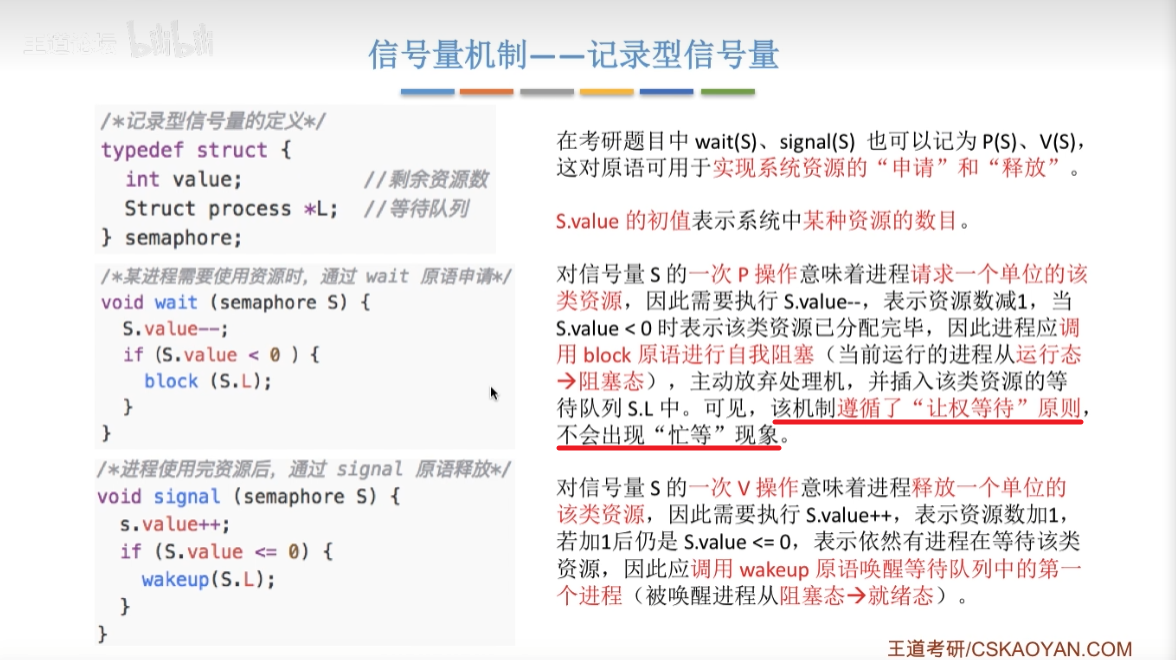 王道论坛 bilibili
信号量机制——记录型信号量
/*记录型信号量的定义*/
typedef struct {
int value; //剩余资源数
Struct process *L; //等待队列
} semaphore;
/*某进程需要使用资源时，通过 wait 原语申请*/
void wait (semaphore S) {
S.value--;
if (S.value < 0 ) {
block (S.L);
}
}
/*进程使用完资源后，通过 signal 原语释放*/
void signal (semaphore S) {
s.value++;
if (S.value <= 0) {
wakeup(S.L);
}
}
在考研题目中 wait(S)、signal(S) 也可以记为 P(S)、V(S)，
这对原语可用于实现系统资源的“申请”和“释放”。
S.value 的初值表示系统中某种资源的数目。
对信号量 S 的一次 P 操作意味着进程请求一个单位的该
类资源，因此需要执行 S.value--，表示资源数减1，当
S.value < 0 时表示该类资源已分配完毕，因此进程应调
用 block 原语进行自我阻塞（当前运行的进程从运行态
→阻塞态），主动放弃处理机，并插入该类资源的等
待队列 S.L 中。可见，该机制遵循了“让权等待”原则，
不会出现“忙等”现象。
对信号量 S 的一次 V 操作意味着进程释放一个单位的
该类资源，因此需要执行 S.value++，表示资源数加1，
若加1后仍是 S.value <= 0，表示依然有进程在等待该类
资源，因此应调用 wakeup 原语唤醒等待队列中的第一
个进程（被唤醒进程从阻塞态→就绪态）。
王道考研/CSKAOYAN.COM